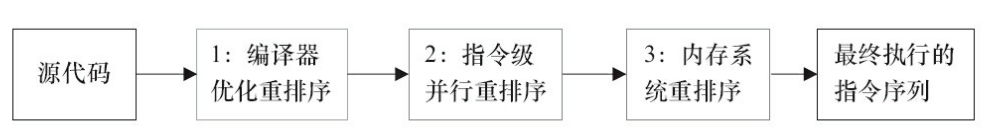 源代码
1：编译器
优化重排序
2：指令级
并行重排序
3：内存系
统重排序
最终执行的
指令序列